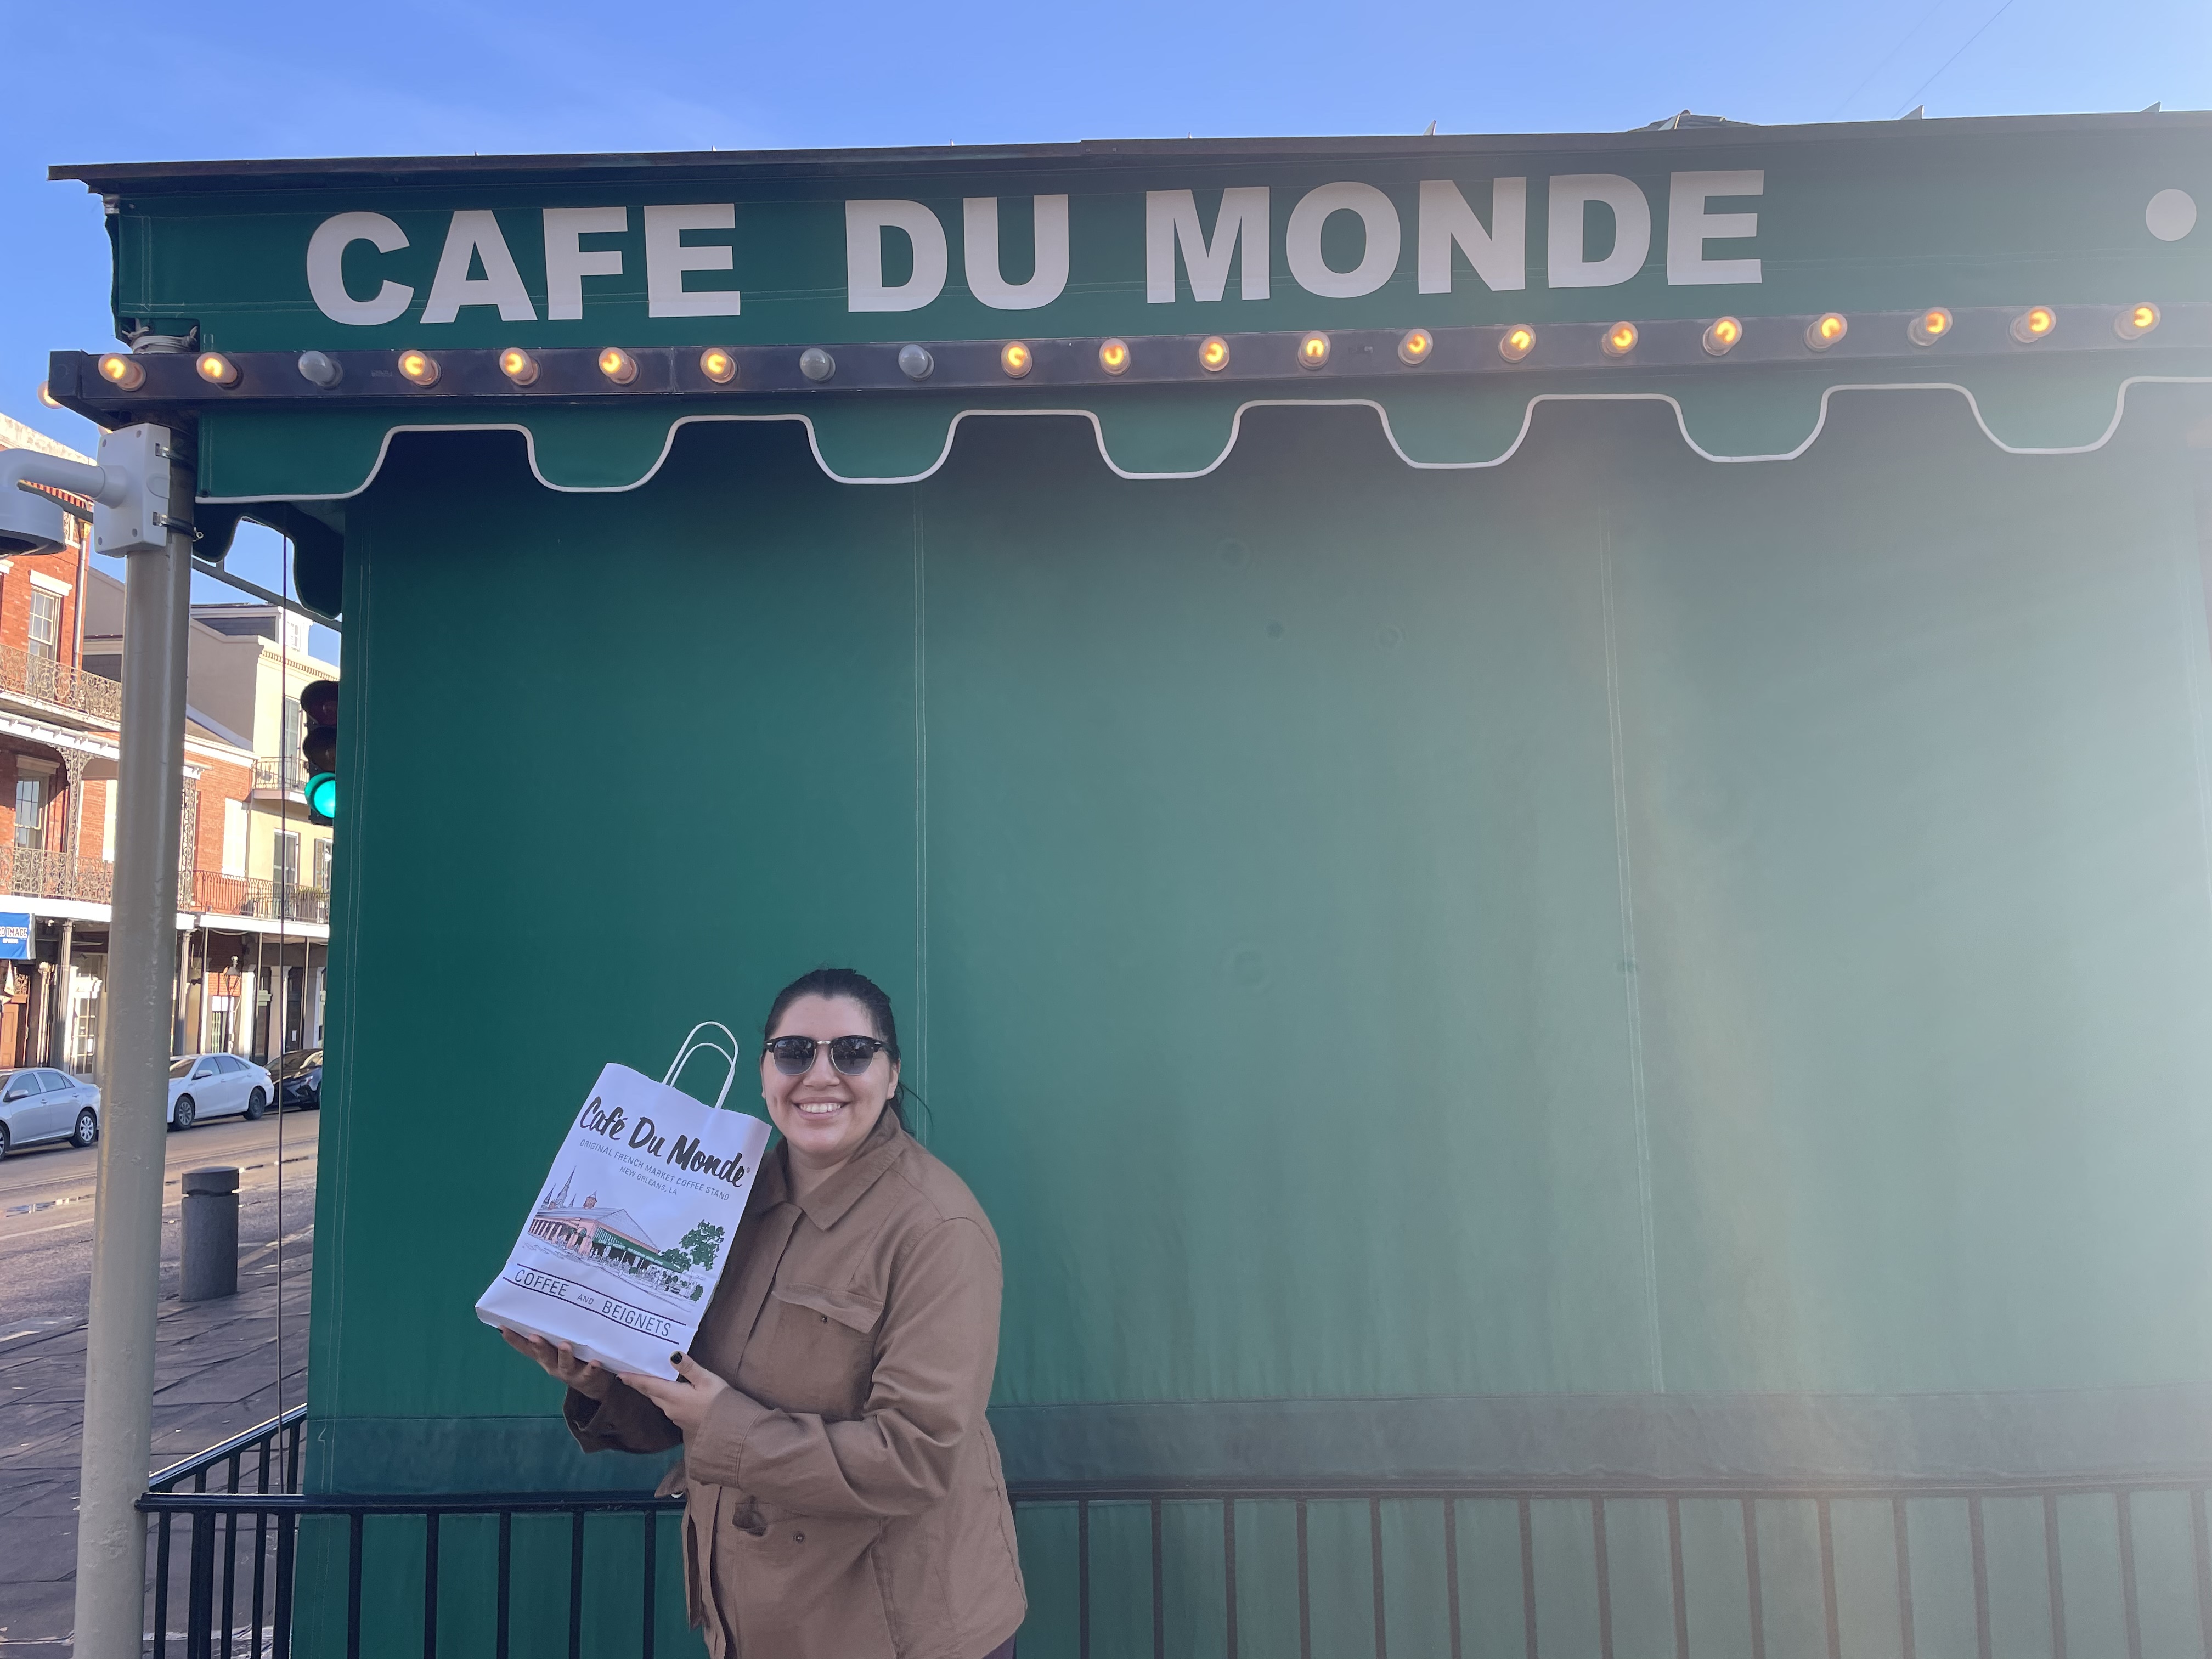 CAFE DU MONDE
Café Du Monde®
ORIGINAL FRENCH MARKET COFFEE STAND
NEW ORLEANS, LA
COFFEE AND BEIGNETS